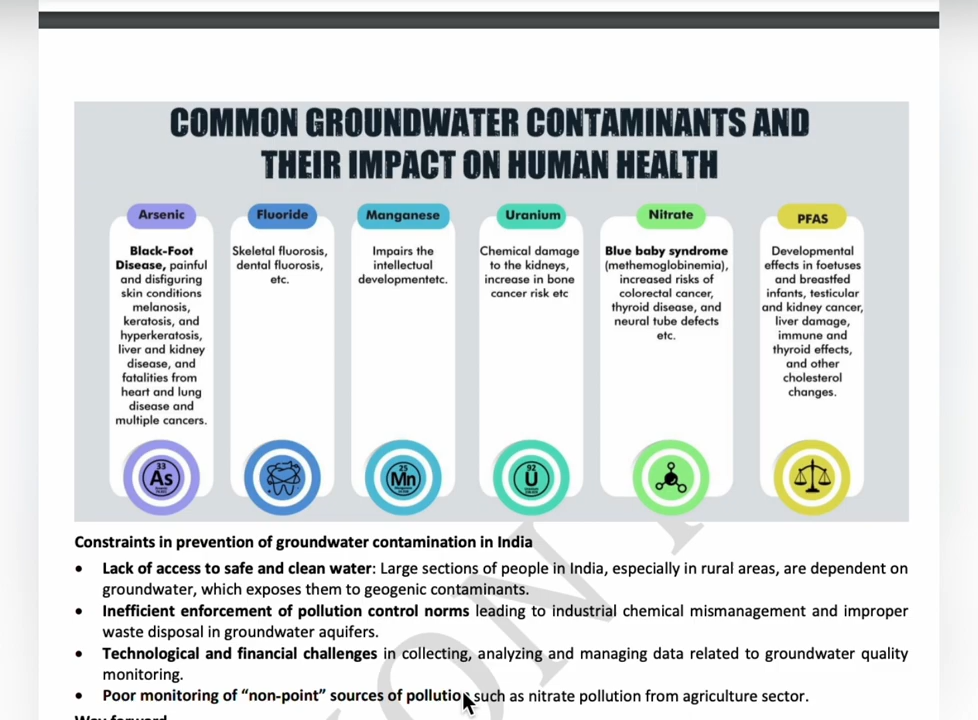 COMMON GROUNDWATER CONTAMINANTS AND
THEIR IMPACT ON HUMAN HEALTH
Arsenic
Black-Foot
Disease, painful
and disfiguring
skin conditions
melanosis,
keratosis, and
hyperkeratosis,
liver and kidney
disease, and
fatalities from
heart and lung
disease and
multiple cancers.
33
As
Fluoride
Skeletal fluorosis,
dental fluorosis,
etc.
Manganese
Impairs the
intellectual
developmentetc.
25
Mn
Uranium
Chemical damage
to the kidneys,
increase in bone
cancer risk etc
92
U
Nitrate
Blue baby syndrome
(methemoglobinemia),
increased risks of
colorectal cancer,
thyroid disease, and
neural tube defects
etc.
PFAS
Developmental
effects in foetuses
and breastfed
infants, testicular
and kidney cancer,
liver damage,
immune and
thyroid effects,
and other
cholesterol
changes.
Constraints in prevention of groundwater contamination in India
• Lack of access to safe and clean water: Large sections of people in India, especially in rural areas, are dependent on
groundwater, which exposes them to geogenic contaminants.
• Inefficient enforcement of pollution control norms leading to industrial chemical mismanagement and improper
waste disposal in groundwater aquifers.
• Technological and financial challenges in collecting, analyzing and managing data related to groundwater quality
monitoring.
• Poor monitoring of “non-point” sources of pollution such as nitrate pollution from agriculture sector.
Way forward